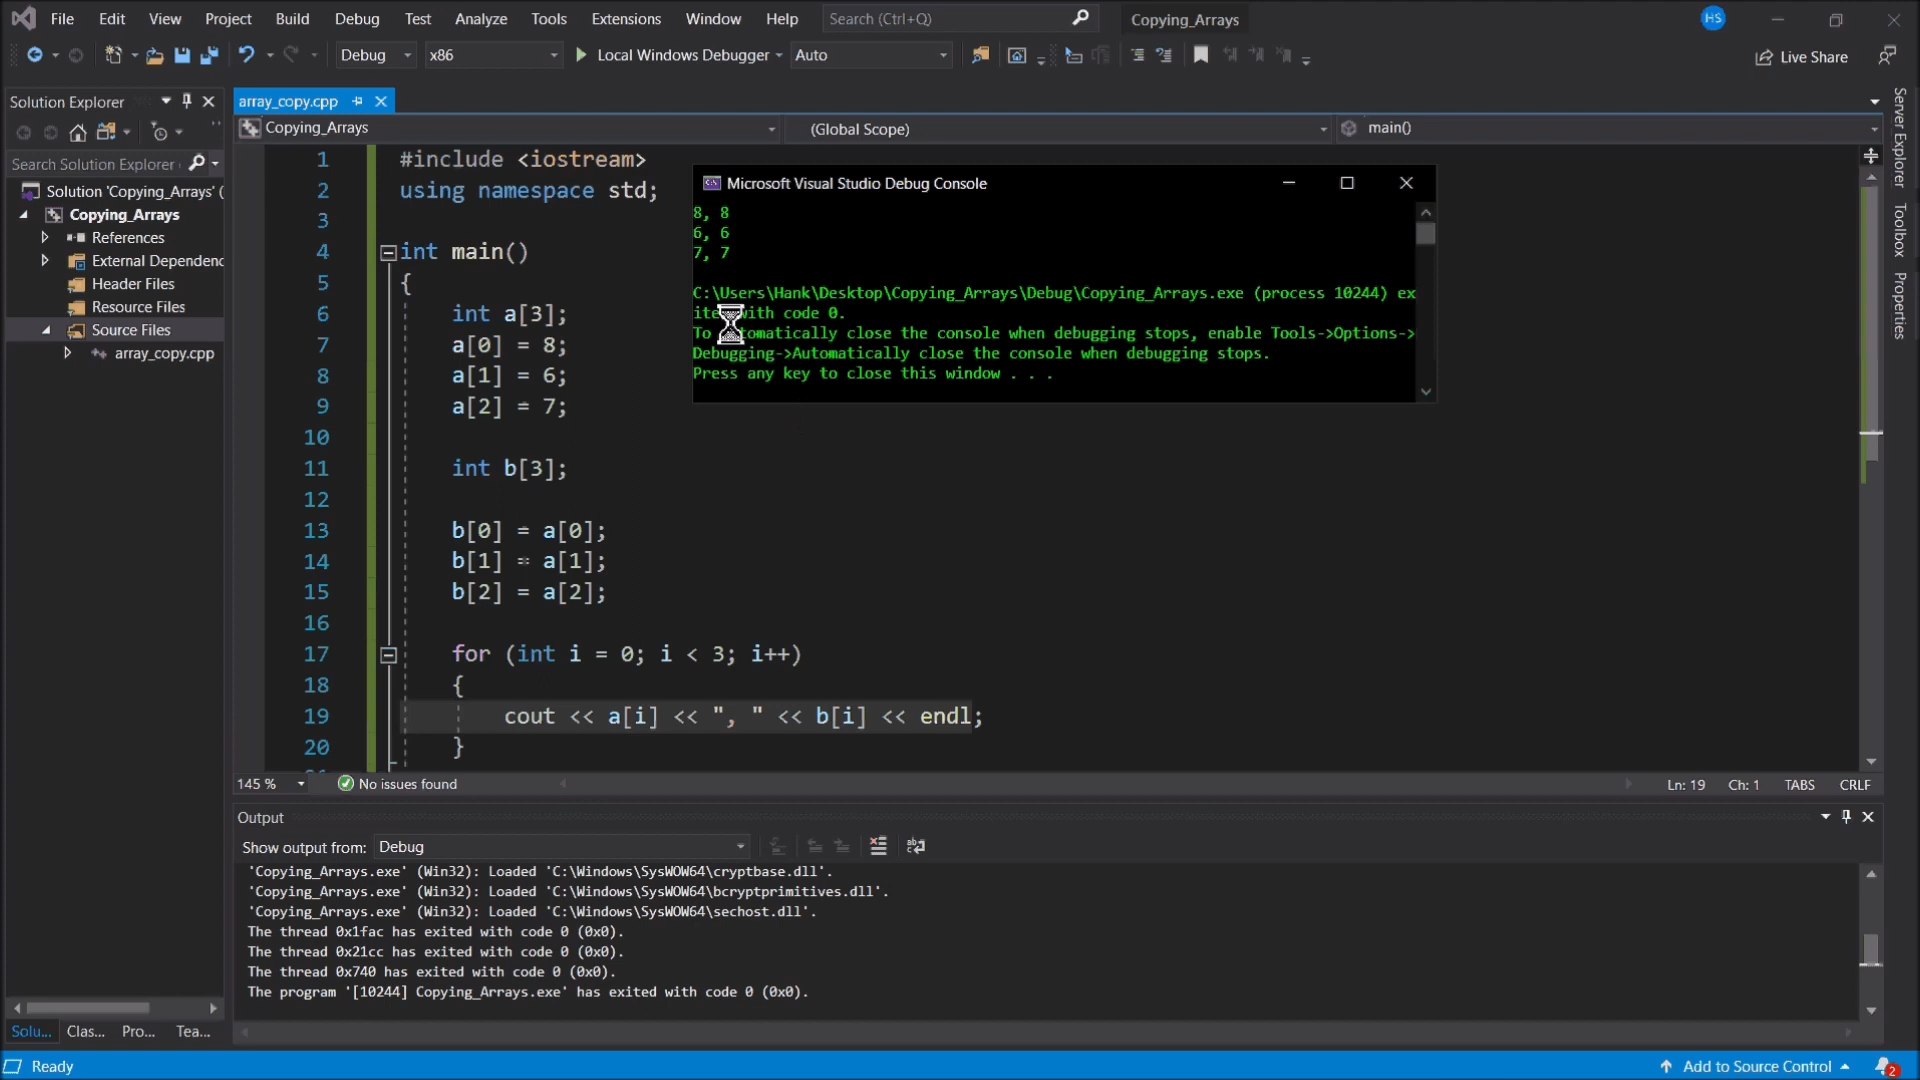 File Edit View Project Build Debug Test Analyze Tools Extensions Window Help Search (Ctrl+Q) Copying_Arrays HS
Debug x86 Local Windows Debugger Auto Live Share
Solution Explorer
Search Solution Explorer
Solution 'Copying_Arrays' (
Copying_Arrays
References
External Dependenc
Header Files
Resource Files
Source Files
array_copy.cpp
Solu... Clas... Pro... Tea...
array_copy.cpp
Copying_Arrays (Global Scope) main()
1 #include <iostream>
2 using namespace std;
3
4 int main()
5 {
6 int a[3];
7 a[0] = 8;
8 a[1] = 6;
9 a[2] = 7;
10
11 int b[3];
12
13 b[0] = a[0];
14 b[1] = a[1];
15 b[2] = a[2];
16
17 for (int i = 0; i < 3; i++)
18 {
19 cout << a[i] << ", " << b[i] << endl;
20 }
Microsoft Visual Studio Debug Console
8, 8
6, 6
7, 7
C:\Users\Hank\Desktop\Copying_Arrays\Debug\Copying_Arrays.exe (process 10244) ex
ite with code 0.
To automatically close the console when debugging stops, enable Tools->Options->
Debugging->Automatically close the console when debugging stops.
Press any key to close this window . . .
Server Explorer
Toolbox
Properties
145 % No issues found Ln: 19 Ch: 1 TABS CRLF
Output
Show output from: Debug
'Copying_Arrays.exe' (Win32): Loaded 'C:\Windows\SysWOW64\cryptbase.dll'.
'Copying_Arrays.exe' (Win32): Loaded 'C:\Windows\SysWOW64\bcryptprimitives.dll'.
'Copying_Arrays.exe' (Win32): Loaded 'C:\Windows\SysWOW64\sechost.dll'.
The thread 0x1fac has exited with code 0 (0x0).
The thread 0x21cc has exited with code 0 (0x0).
The thread 0x740 has exited with code 0 (0x0).
The program '[10244] Copying_Arrays.exe' has exited with code 0 (0x0).
Ready Add to Source Control 2